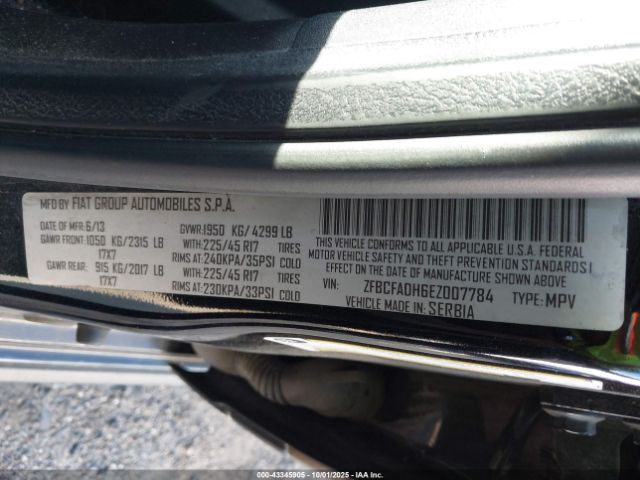 MFD BY FIAT GROUP AUTOMOBILES S.P.A.
DATE OF MFR:6/13 GVWR:1950 KG/4299 LB
GAWR FRONT:1050 KG/2315 LB WITH:225/45 R17 TIRES
17X7 RIMS AT:240KPA/35PSI COLD
GAWR REAR: 915 KG/2017 LB WITH:225/45 R17 TIRES
17X7 RIMS AT:230KPA/33PSI COLD
THIS VEHICLE CONFORMS TO ALL APPLICABLE U.S.A. FEDERAL
MOTOR VEHICLE SAFETY, BUMPER, AND THEFT PREVENTION STANDARDS
IN EFFECT ON THE DATE OF MANUFACTURE SHOWN ABOVE
VIN: ZFBCFADH6EZ007784 TYPE: MPV
VEHICLE MADE IN SERBIA
000-43345905 - 10/01/2025 - IAAI.COM